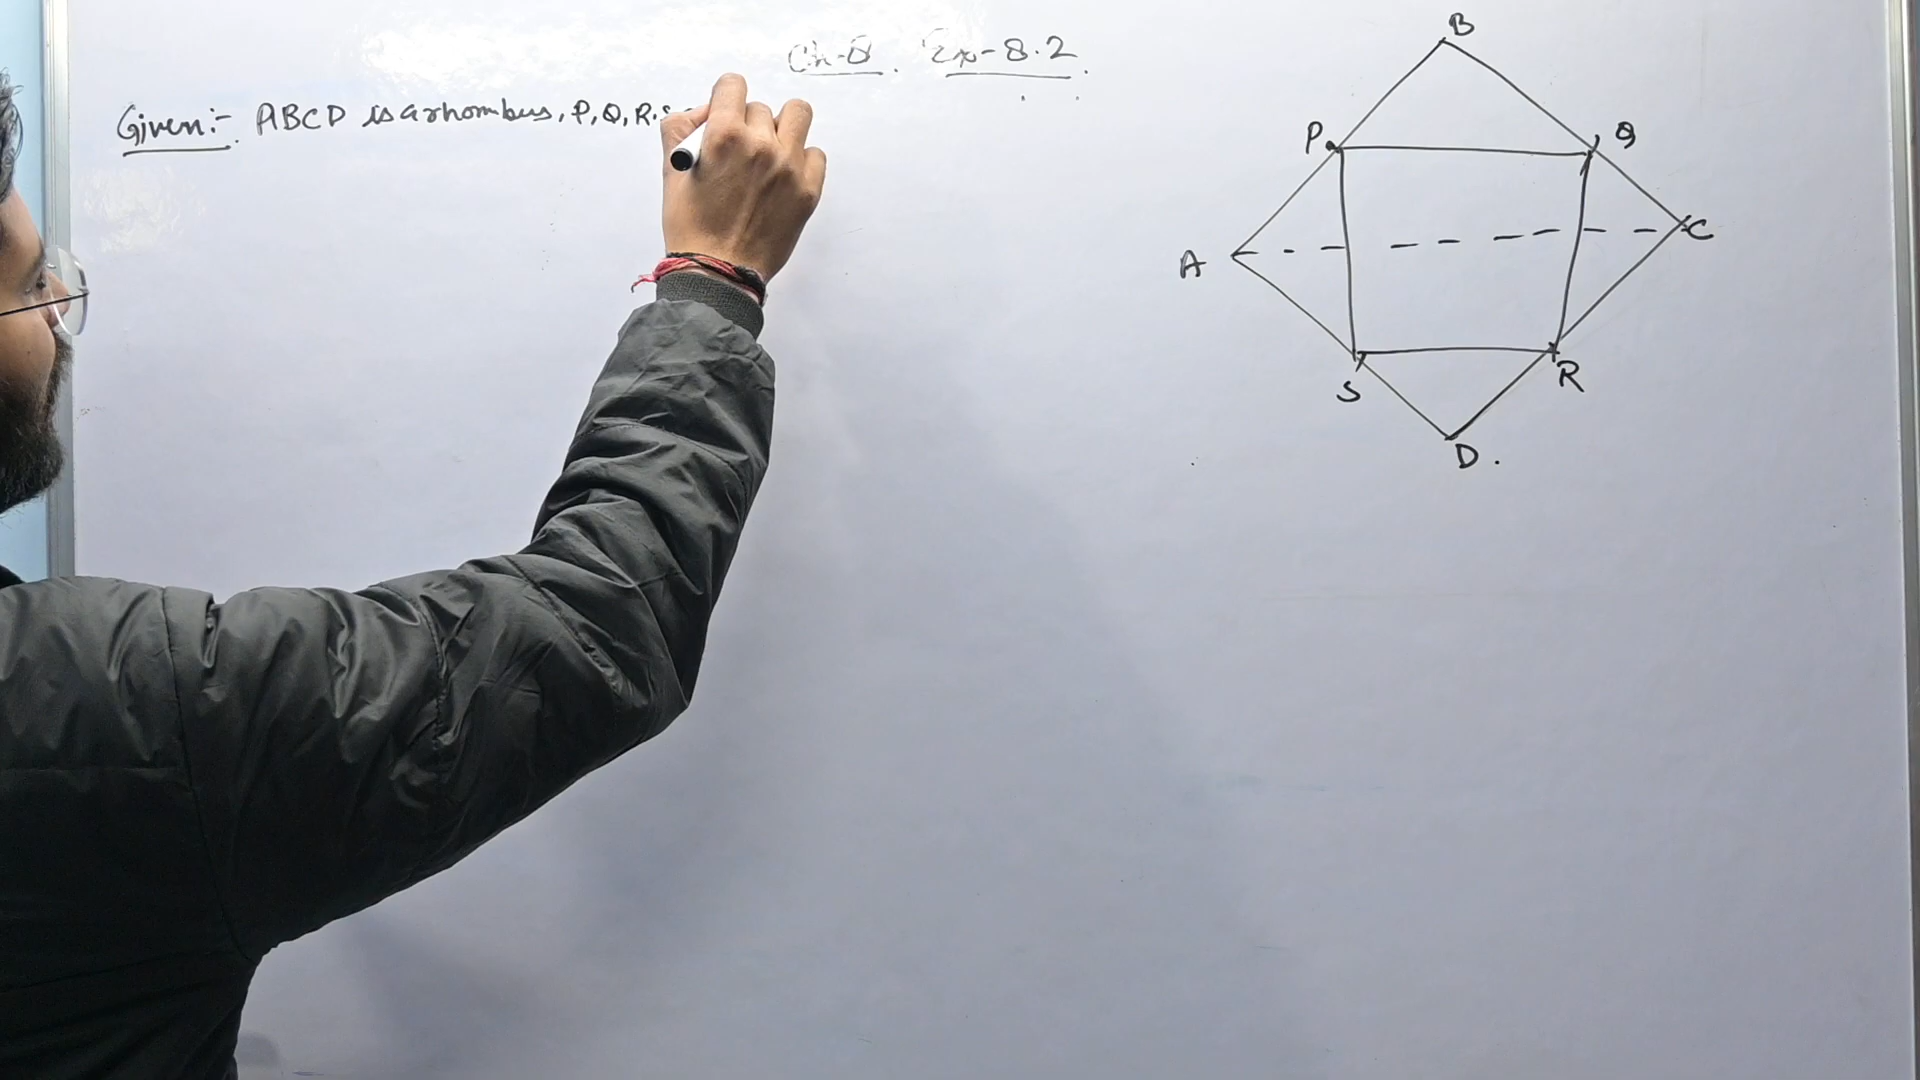 Ch-8. Ex-8.2.
Given:- ABCD is a rhombus, P, Q, R,
B
P
Q
A
C
S
R
D.